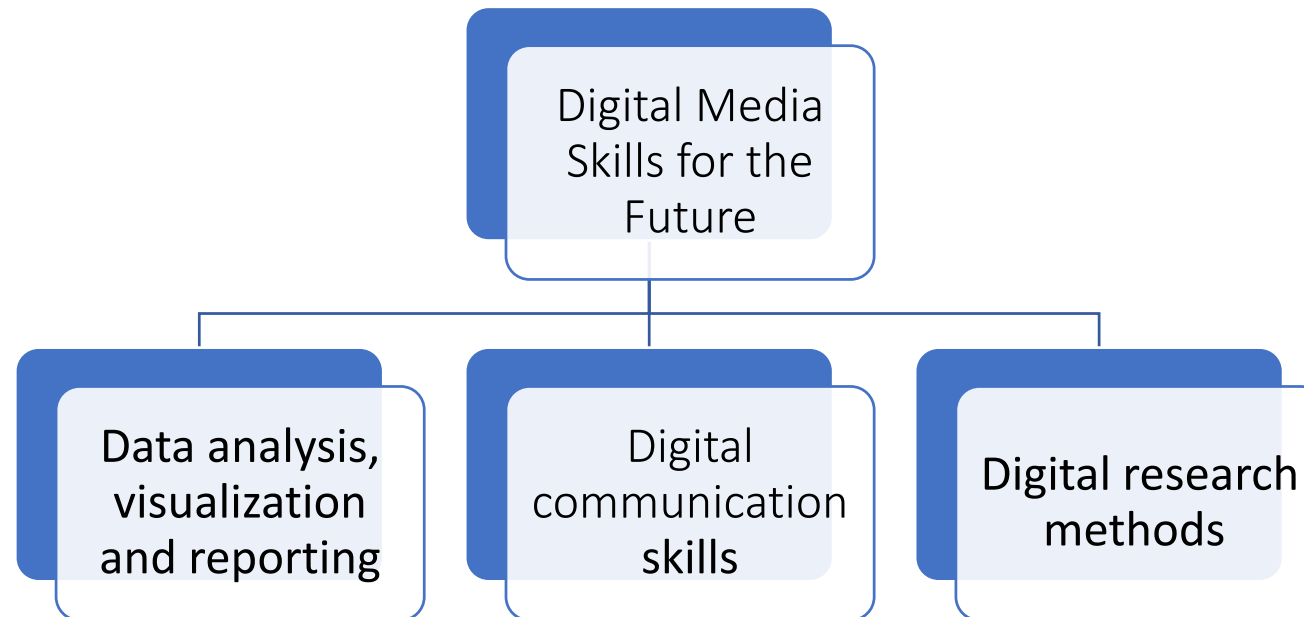 Digital Media
Skills for the
Future
Data analysis,
visualization
and reporting
Digital
communication
skills
Digital research
methods